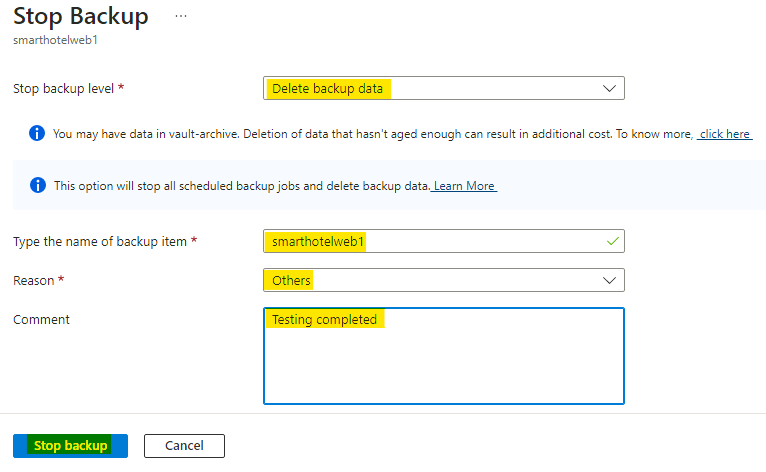 Stop Backup ...
smarthotelweb1
Stop backup level * Delete backup data
You may have data in vault-archive. Deletion of data that hasn't aged enough can result in additional cost. To know more, click here
This option will stop all scheduled backup jobs and delete backup data. Learn More
Type the name of backup item * smarthotelweb1
Reason * Others
Comment Testing completed
Stop backup Cancel